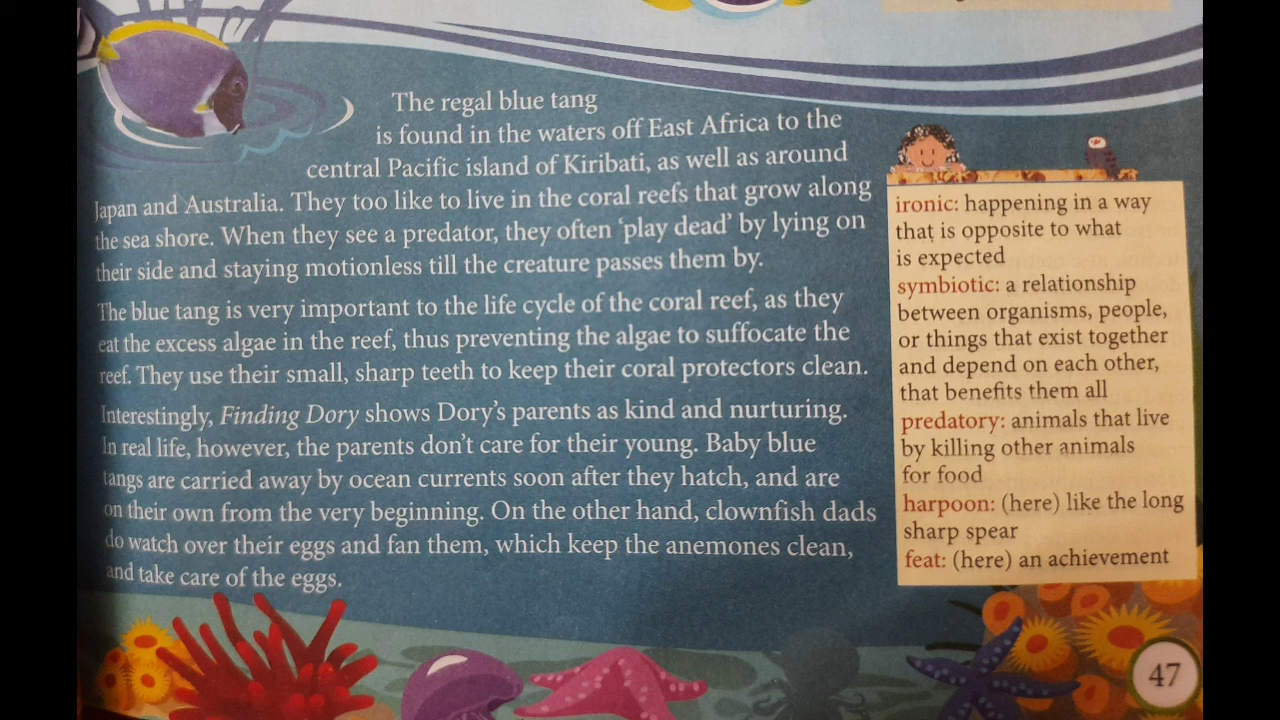 The regal blue tang
is found in the waters off East Africa to the
central Pacific island of Kiribati, as well as around
Japan and Australia. They too like to live in the coral reefs that grow along
the sea shore. When they see a predator, they often ‘play dead’ by lying on
their side and staying motionless till the creature passes them by.
The blue tang is very important to the life cycle of the coral reef, as they
eat the excess algae in the reef, thus preventing the algae to suffocate the
reef. They use their small, sharp teeth to keep their coral protectors clean.
Interestingly, Finding Dory shows Dory’s parents as kind and nurturing.
In real life, however, the parents don’t care for their young. Baby blue
tangs are carried away by ocean currents soon after they hatch, and are
on their own from the very beginning. On the other hand, clownfish dads
do watch over their eggs and fan them, which keep the anemones clean,
and take care of the eggs.
ironic: happening in a way
that is opposite to what
is expected
symbiotic: a relationship
between organisms, people,
or things that exist together
and depend on each other,
that benefits them all
predatory: animals that live
by killing other animals
for food
harpoon: (here) like the long
sharp spear
feat: (here) an achievement
47